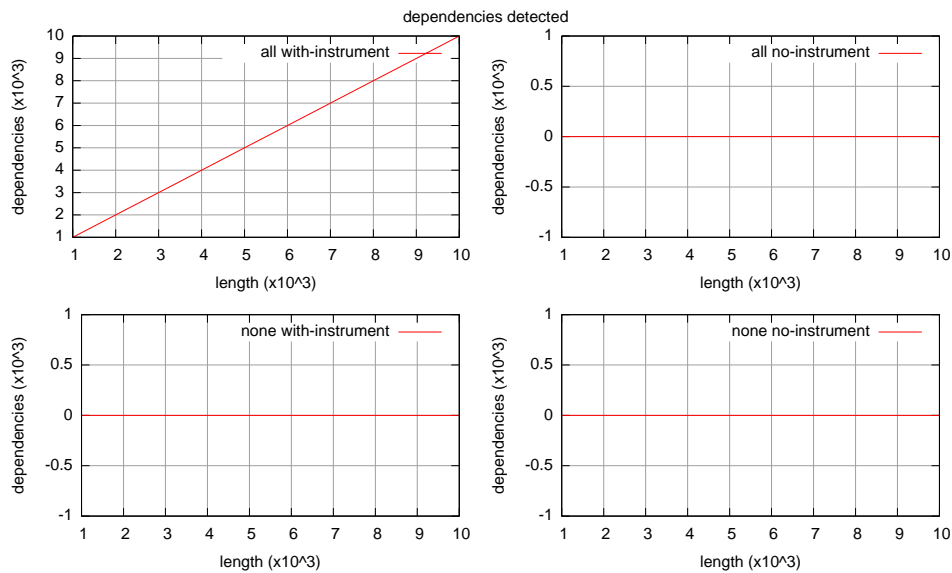 dependencies detected
dependencies (x10^3)
10
9
8
7
6
5
4
3
2
1
all with-instrument
1 2 3 4 5 6 7 8 9 10
length (x10^3)
dependencies (x10^3)
1
0.5
0
-0.5
-1
all no-instrument
1 2 3 4 5 6 7 8 9 10
length (x10^3)
dependencies (x10^3)
1
0.5
0
-0.5
-1
none with-instrument
1 2 3 4 5 6 7 8 9 10
length (x10^3)
dependencies (x10^3)
1
0.5
0
-0.5
-1
none no-instrument
1 2 3 4 5 6 7 8 9 10
length (x10^3)